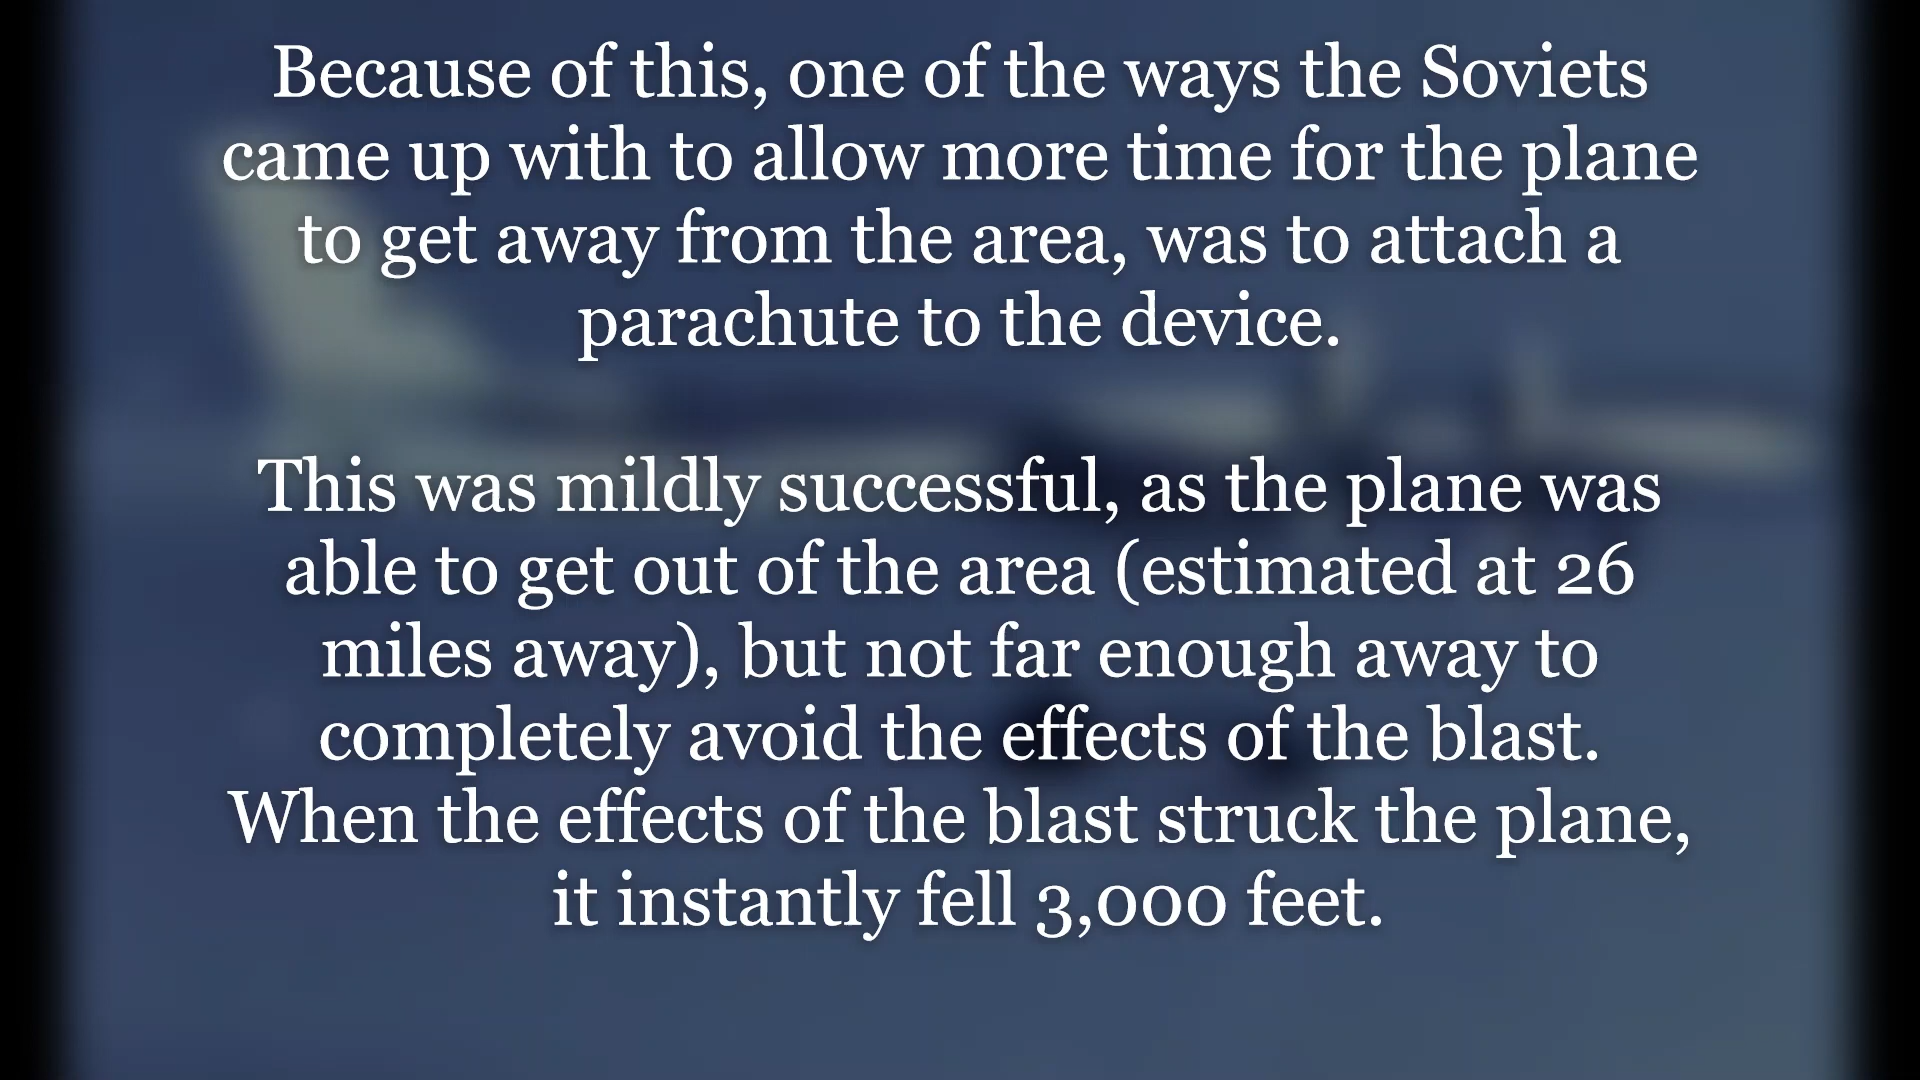 Because of this, one of the ways the Soviets
came up with to allow more time for the plane
to get away from the area, was to attach a
parachute to the device.
This was mildly successful, as the plane was
able to get out of the area (estimated at 26
miles away), but not far enough away to
completely avoid the effects of the blast.
When the effects of the blast struck the plane,
it instantly fell 3,000 feet.